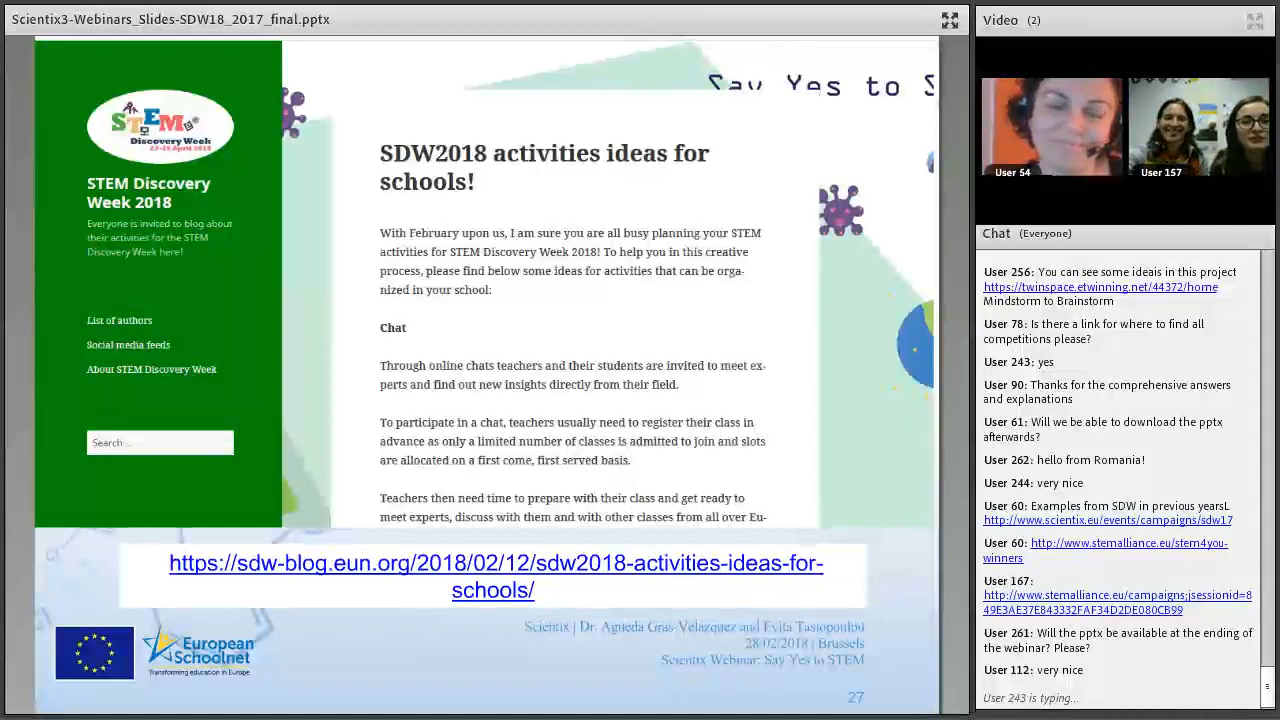 Scientix3-Webinars_Slides-SDW18_2017_final.pptx
Say Yes to S
STEM
Discovery Week
23-29 April 2018
STEM Discovery
Week 2018
Everyone is invited to blog about
their activities for the STEM
Discovery Week here!
List of authors
Social media feeds
About STEM Discovery Week
Search ...
SDW2018 activities ideas for
schools!
With February upon us, I am sure you are all busy planning your STEM
activities for STEM Discovery Week 2018! To help you in this creative
process, please find below some ideas for activities that can be orga-
nized in your school:
Chat
Through online chats teachers and their students are invited to meet ex-
perts and find out new insights directly from their field.
To participate in a chat, teachers usually need to register their class in
advance as only a limited number of classes is admitted to join and slots
are allocated on a first come, first served basis.
Teachers then need time to prepare with their class and get ready to
meet experts, discuss with them and with other classes from all over Eu-
https://sdw-blog.eun.org/2018/02/12/sdw2018-activities-ideas-for-
schools/
European
Schoolnet
Transforming education in Europe
Scientix | Dr. Agueda Gras-Velazquez and Evita Tasiopoulou
28/02/2018 | Brussels
Scientix Webinar: Say Yes to STEM
27
Video (2)
User 54
User 157
Chat (Everyone)
User 256: You can see some ideais in this project
https://twinspace.etwinning.net/44372/home
Mindstorm to Brainstorm
User 78: Is there a link for where to find all
competitions please?
User 243: yes
User 90: Thanks for the comprehensive answers
and explanations
User 61: Will we be able to download the pptx
afterwards?
User 262: hello from Romania!
User 244: very nice
User 60: Examples from SDW in previous yearsL
http://www.scientix.eu/events/campaigns/sdw17
User 60: http://www.stemalliance.eu/stem4you-
winners
User 167:
http://www.stemalliance.eu/campaigns;jsessionid=8
49E3AE37E843332FAF34D2DE080CB99
User 261: Will the pptx be available at the ending of
the webinar? Please?
User 112: very nice
User 243 is typing...